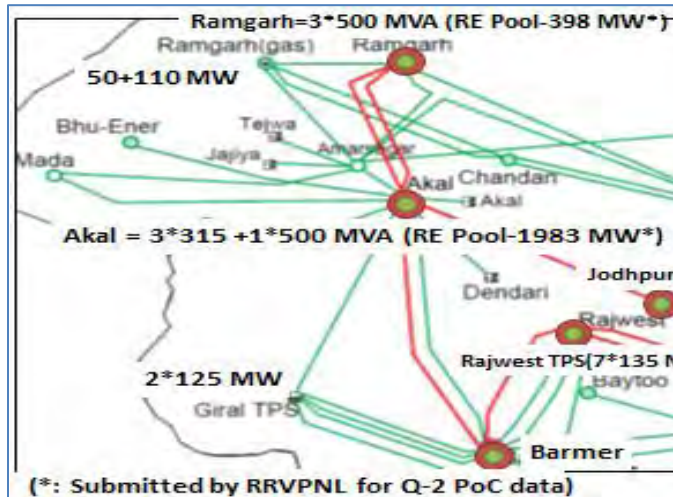 Ramgarh=3*500 MVA (RE Pool-398 MW*)
Ramgarh(gas) Ramgarh
50+110 MW
Bhu-Ener
Tejwa
Amarsagar
Jajiya
Mada
Chandan
Akal
Akal
Akal = 3*315 +1*500 MVA (RE Pool-1983 MW*)
Jodhpur
Dendari
Rajwest
Rajwest TPS(7*135 M
2*125 MW
Baytoo
Giral TPS
Barmer
(*: Submitted by RRVPNL for Q-2 PoC data)